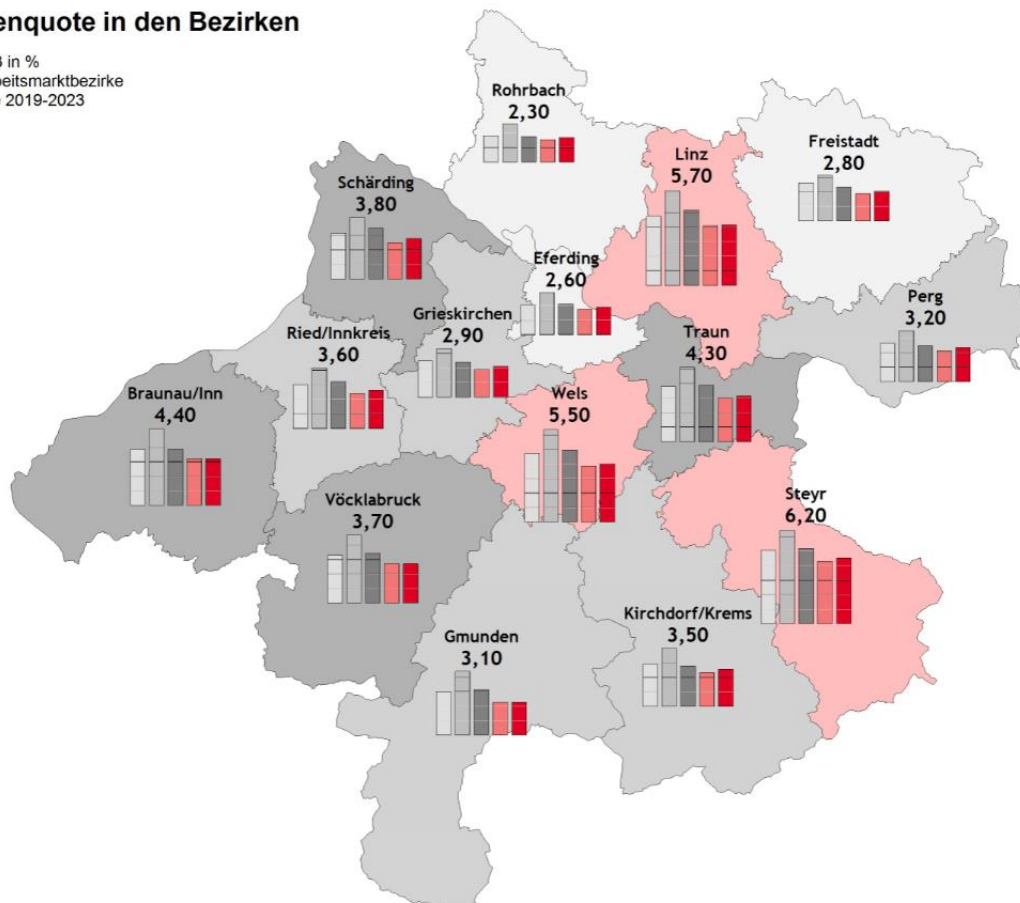 enquote in den Bezirken
in %
beitsmarktbezirke
2019-2023
Rohrbach
2,30
Freistadt
2,80
Linz
5,70
Schärding
3,80
Eferding
2,60
Perg
3,20
Grieskirchen
2,90
Ried/Innkreis
3,60
Traun
4,30
Braunau/Inn
4,40
Wels
5,50
Vöcklabruck
3,70
Steyr
6,20
Kirchdorf/Krems
3,50
Gmunden
3,10